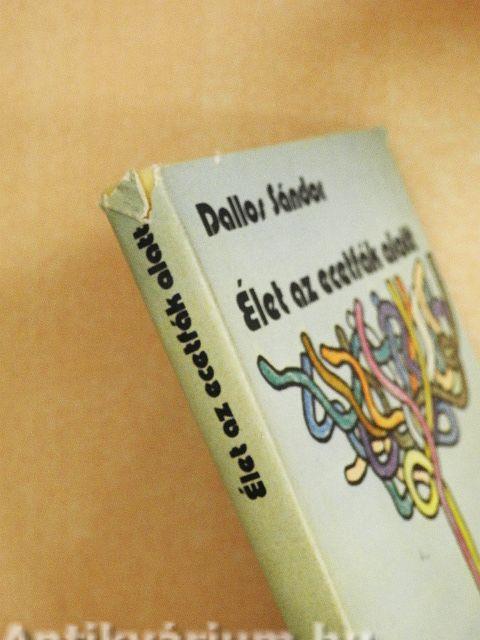 Dallos Sándor
Élet az ecetfák alatt
Élet az ecetfák alatt
Antikvárium.hu